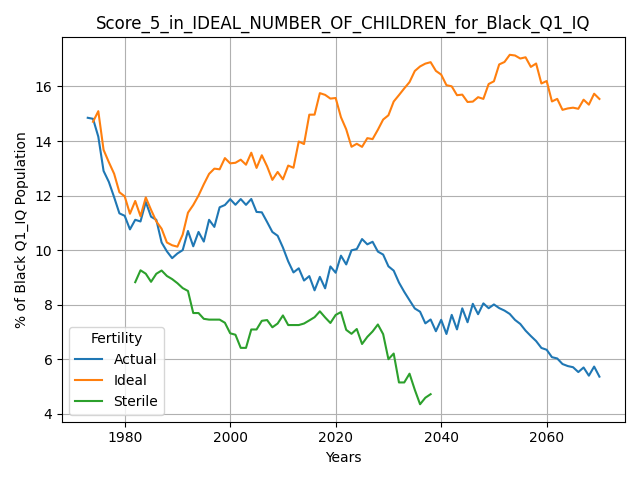 Score_5_in_IDEAL_NUMBER_OF_CHILDREN_for_Black_Q1_IQ
% of Black Q1_IQ Population
16
14
12
10
8
6
4
Fertility
Actual
Ideal
Sterile
1980 2000 2020 2040 2060
Years